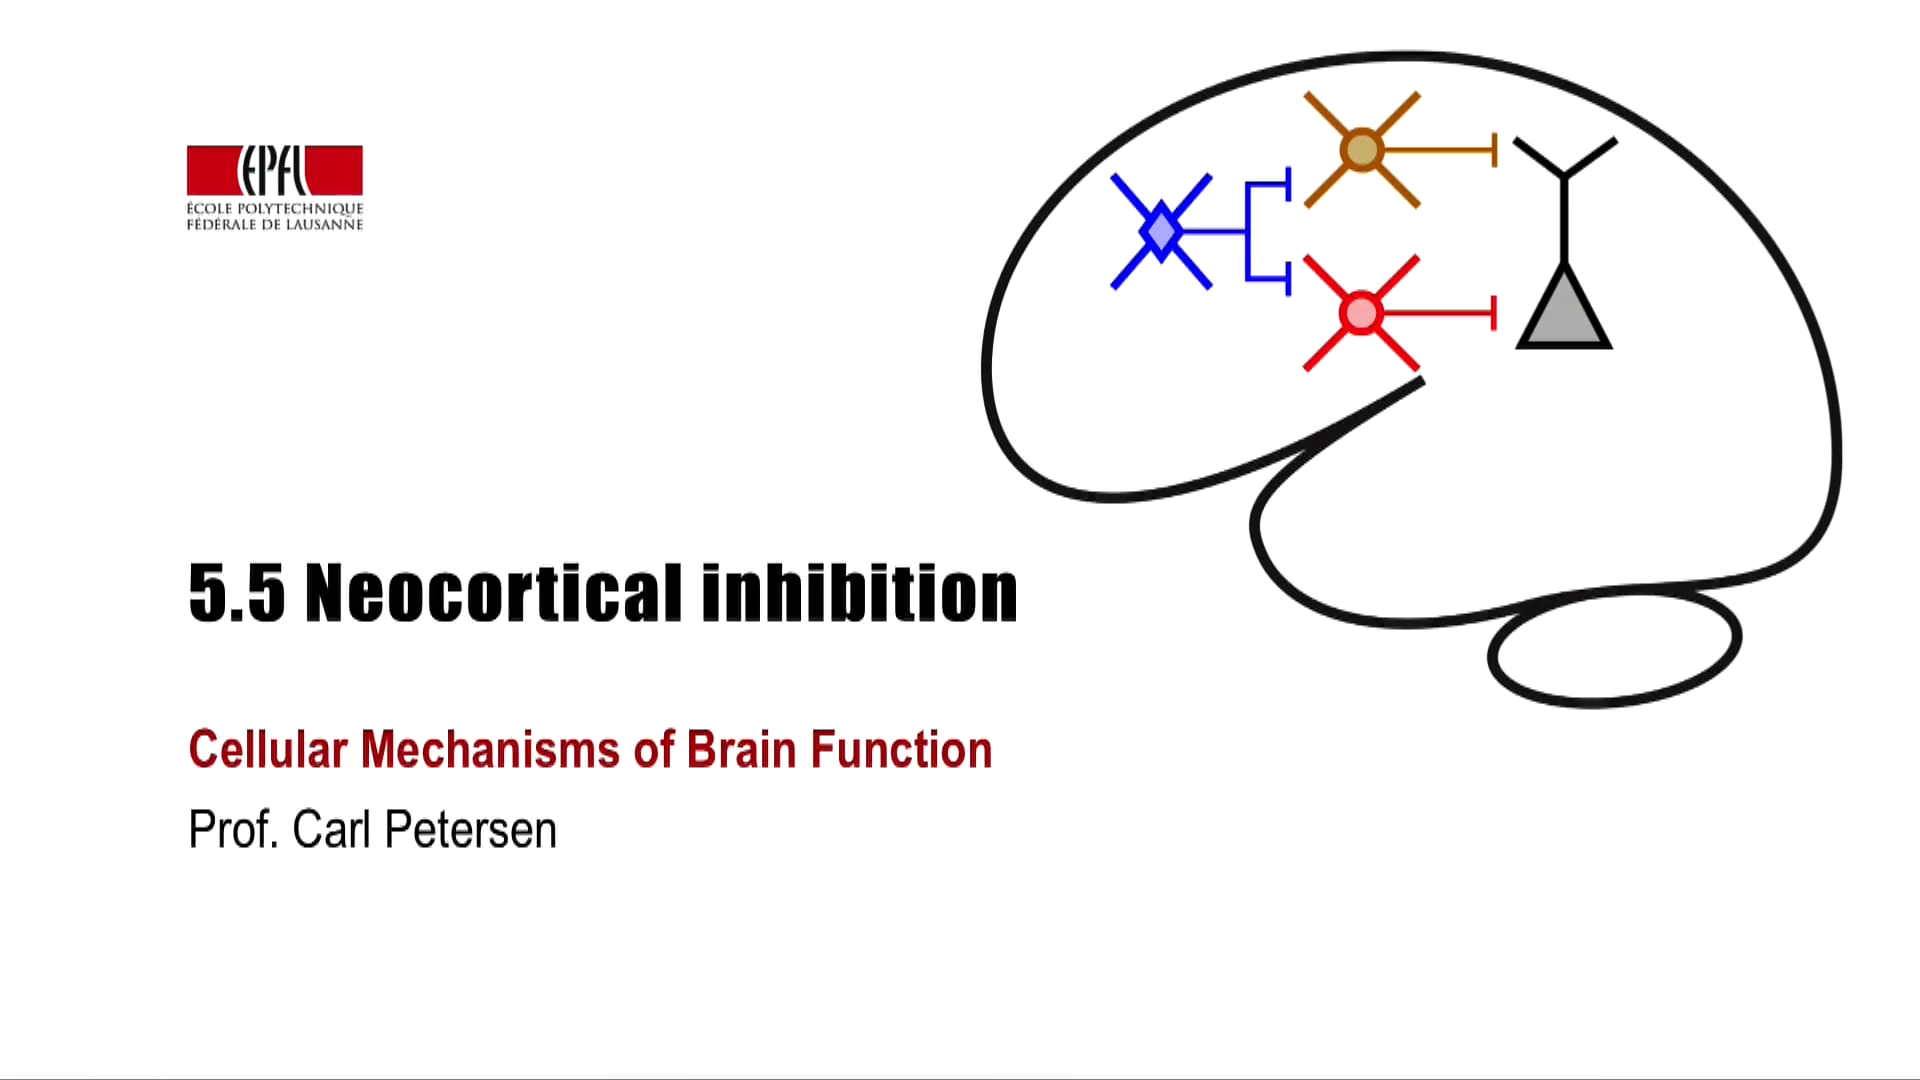 EPFL
ÉCOLE POLYTECHNIQUE
FÉDÉRALE DE LAUSANNE
5.5 Neocortical inhibition
Cellular Mechanisms of Brain Function
Prof. Carl Petersen